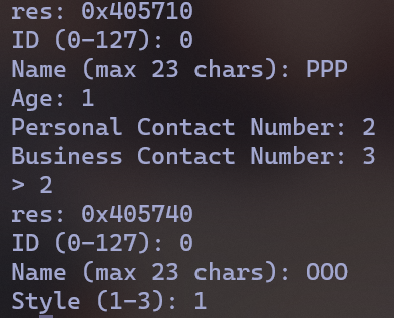 res: 0x405710
ID (0-127): 0
Name (max 23 chars): PPP
Age: 1
Personal Contact Number: 2
Business Contact Number: 3
> 2
res: 0x405740
ID (0-127): 0
Name (max 23 chars): OOO
Style (1-3): 1